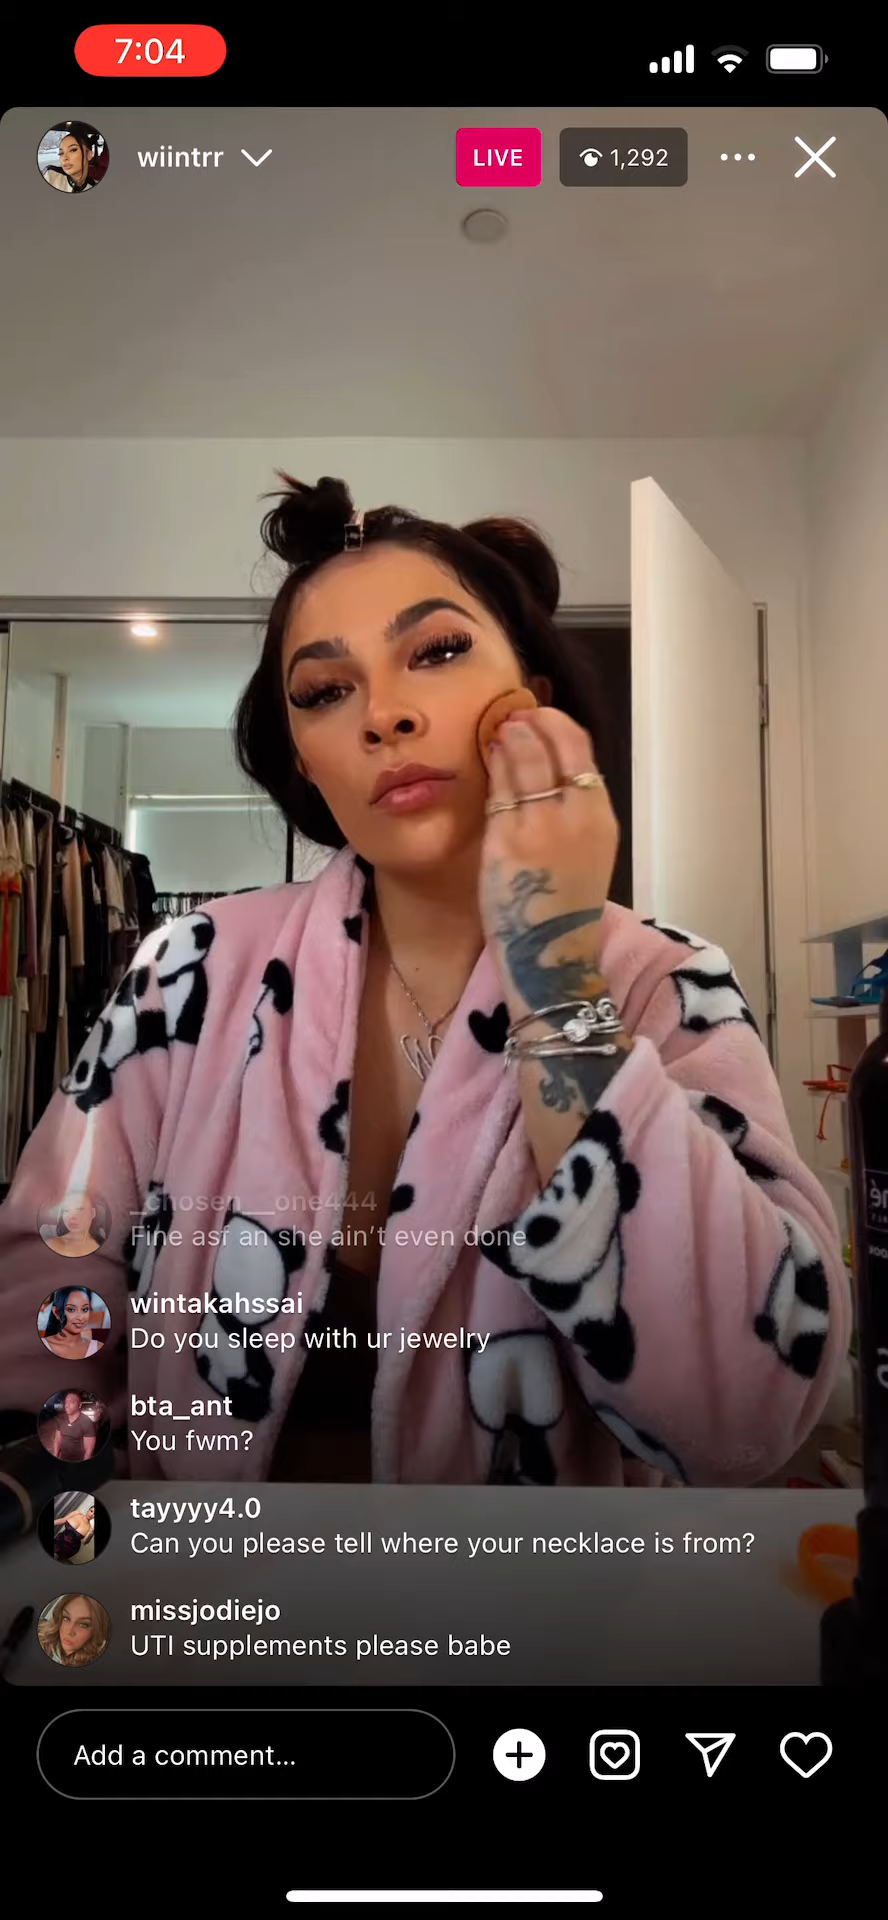 7:04
wiintrr
LIVE
1,292
_chosen__one444
Fine asf an she ain't even done
wintakahssai
Do you sleep with ur jewelry
bta_ant
You fwm?
tayyyy4.0
Can you please tell where your necklace is from?
missjodiejo
UTI supplements please babe
Add a comment...